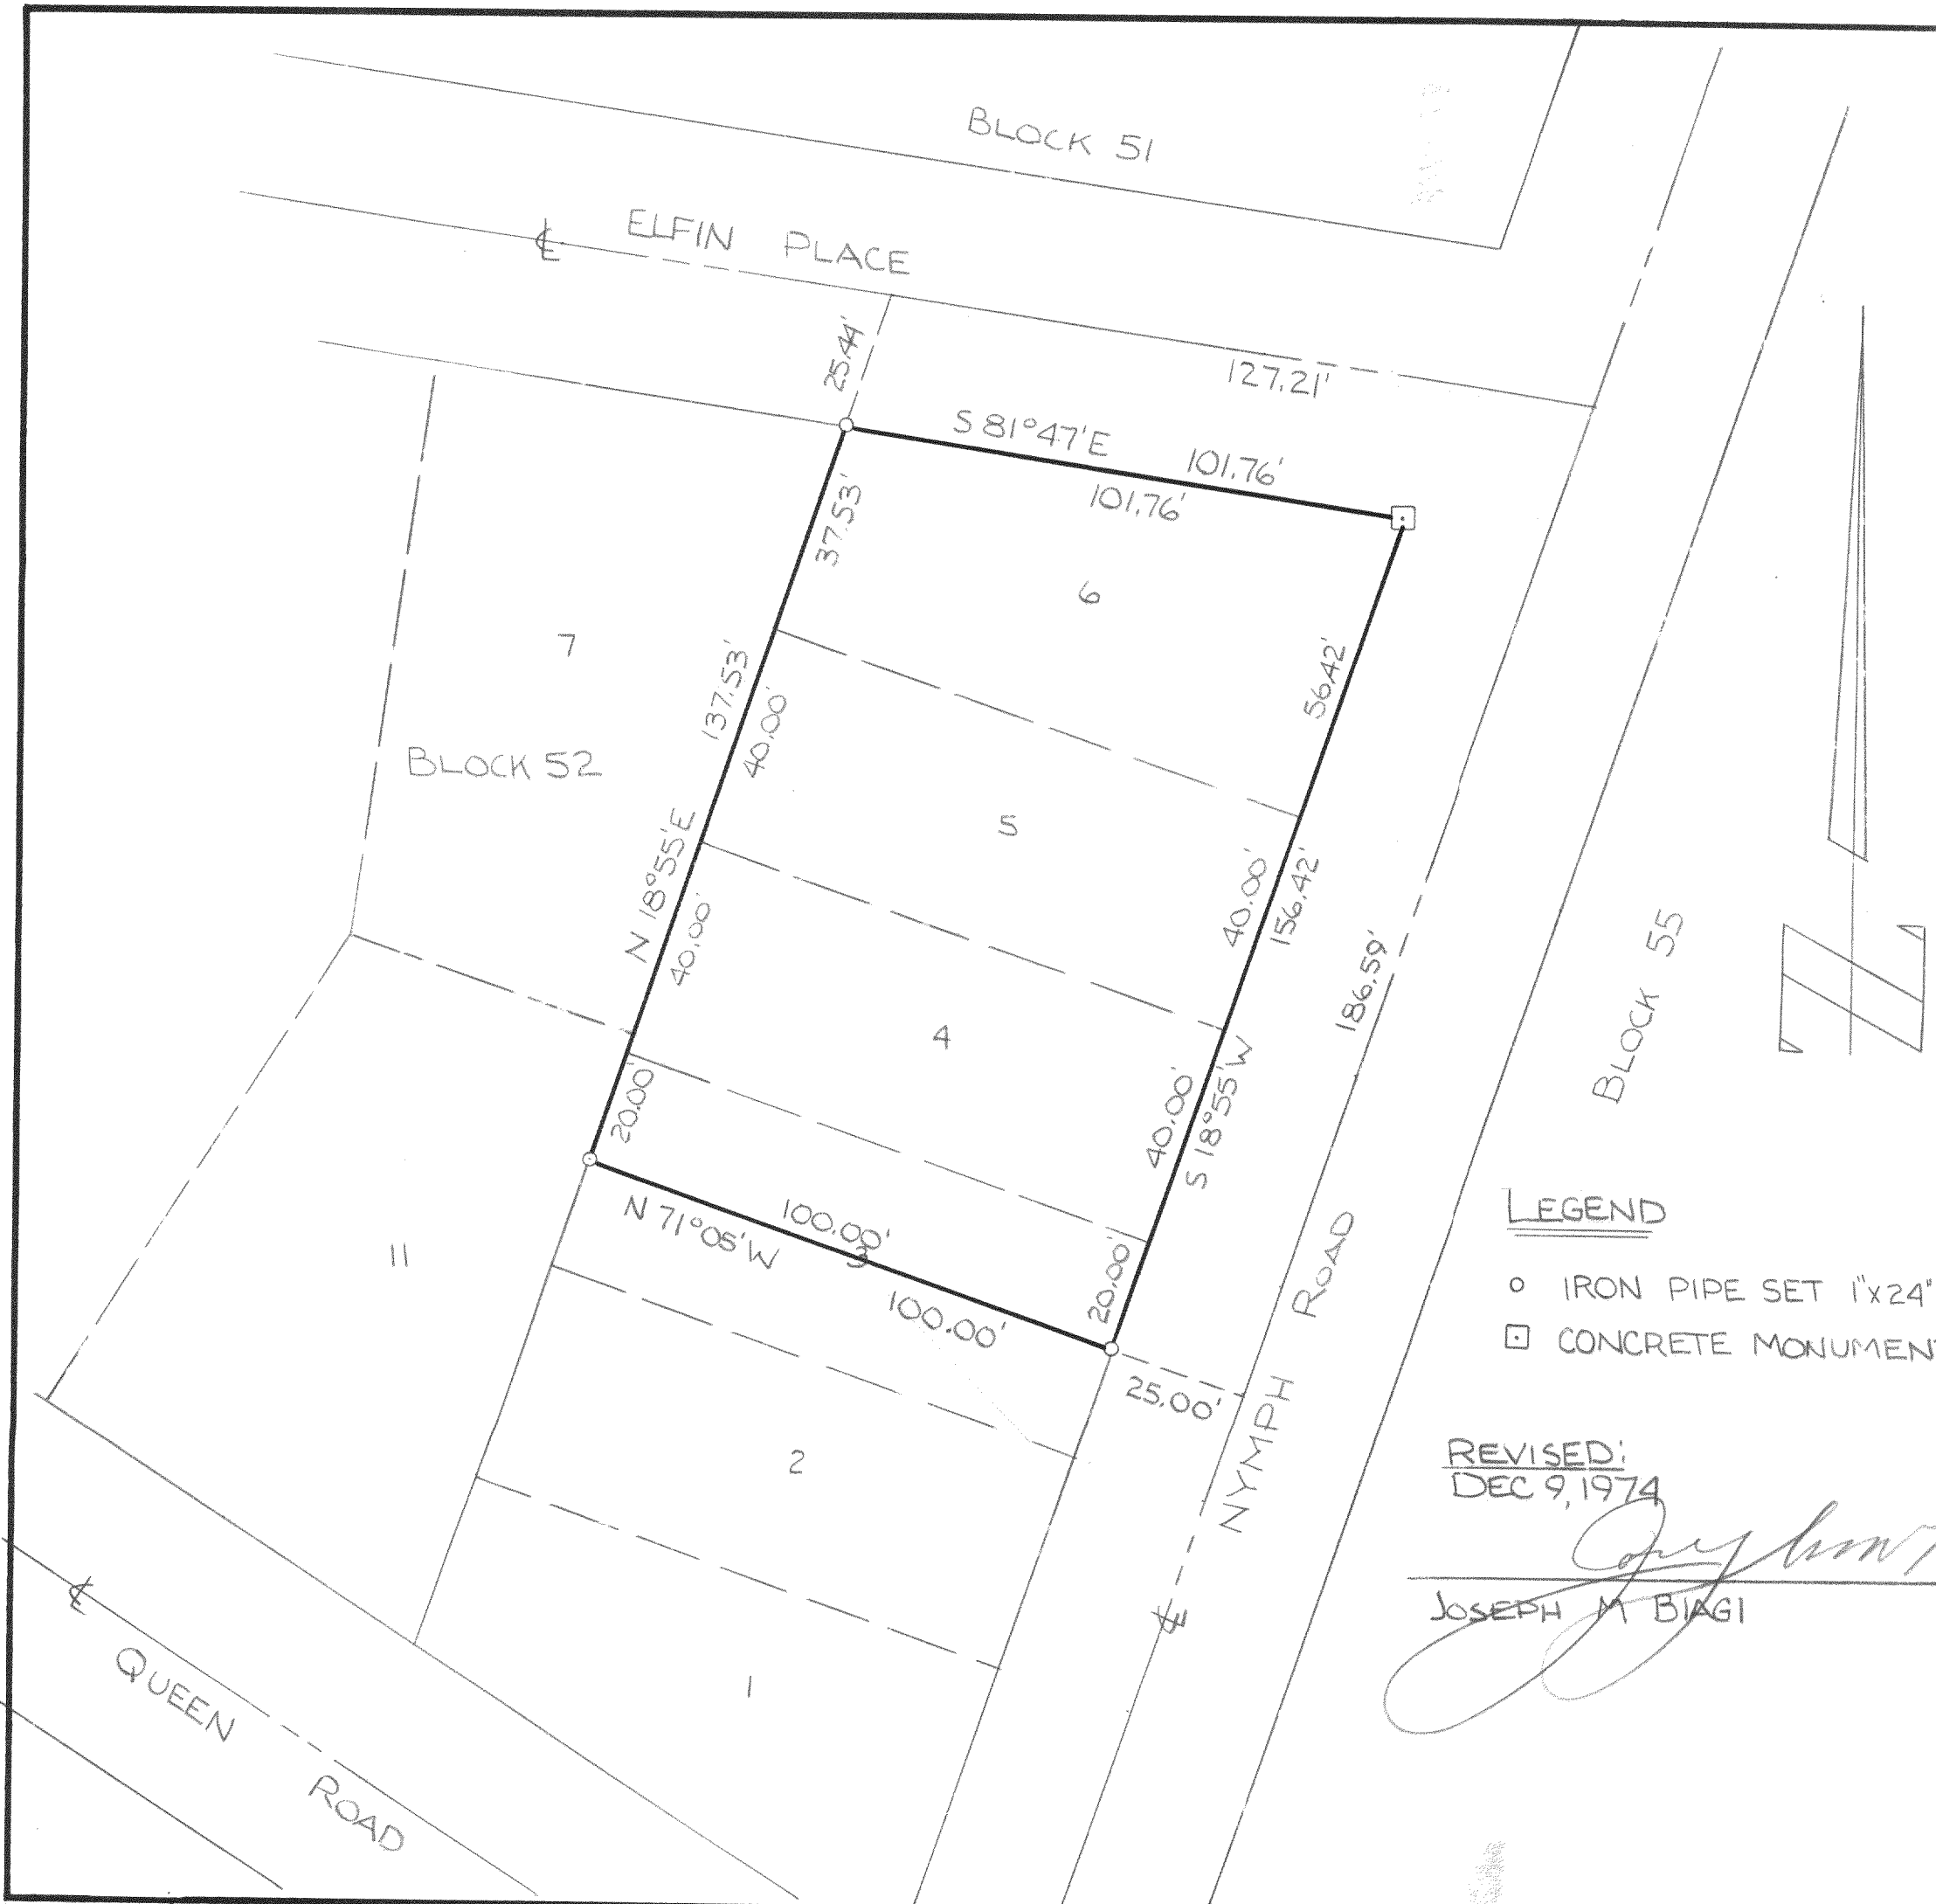 BLOCK 51
℄
ELFIN PLACE
25.44'
127.21'
S 81°47'E
101.76'
101.76'
37.53'
6
56.42'
7
137.53'
40.00'
BLOCK 52
5
N 18°55'E
40.00'
40.00'
156.42'
186.59'
BLOCK 55
4
20.00'
40.00'
S 18°55'W
N 71°05'W
100.00'
3
100.00'
20.00'
25.00'
11
NYMPH ROAD
℄
2
1
℄
QUEEN ROAD
N
LEGEND
IRON PIPE SET 1"x24"
CONCRETE MONUMENT
REVISED:
DEC 9, 1974
JOSEPH M BIAGI